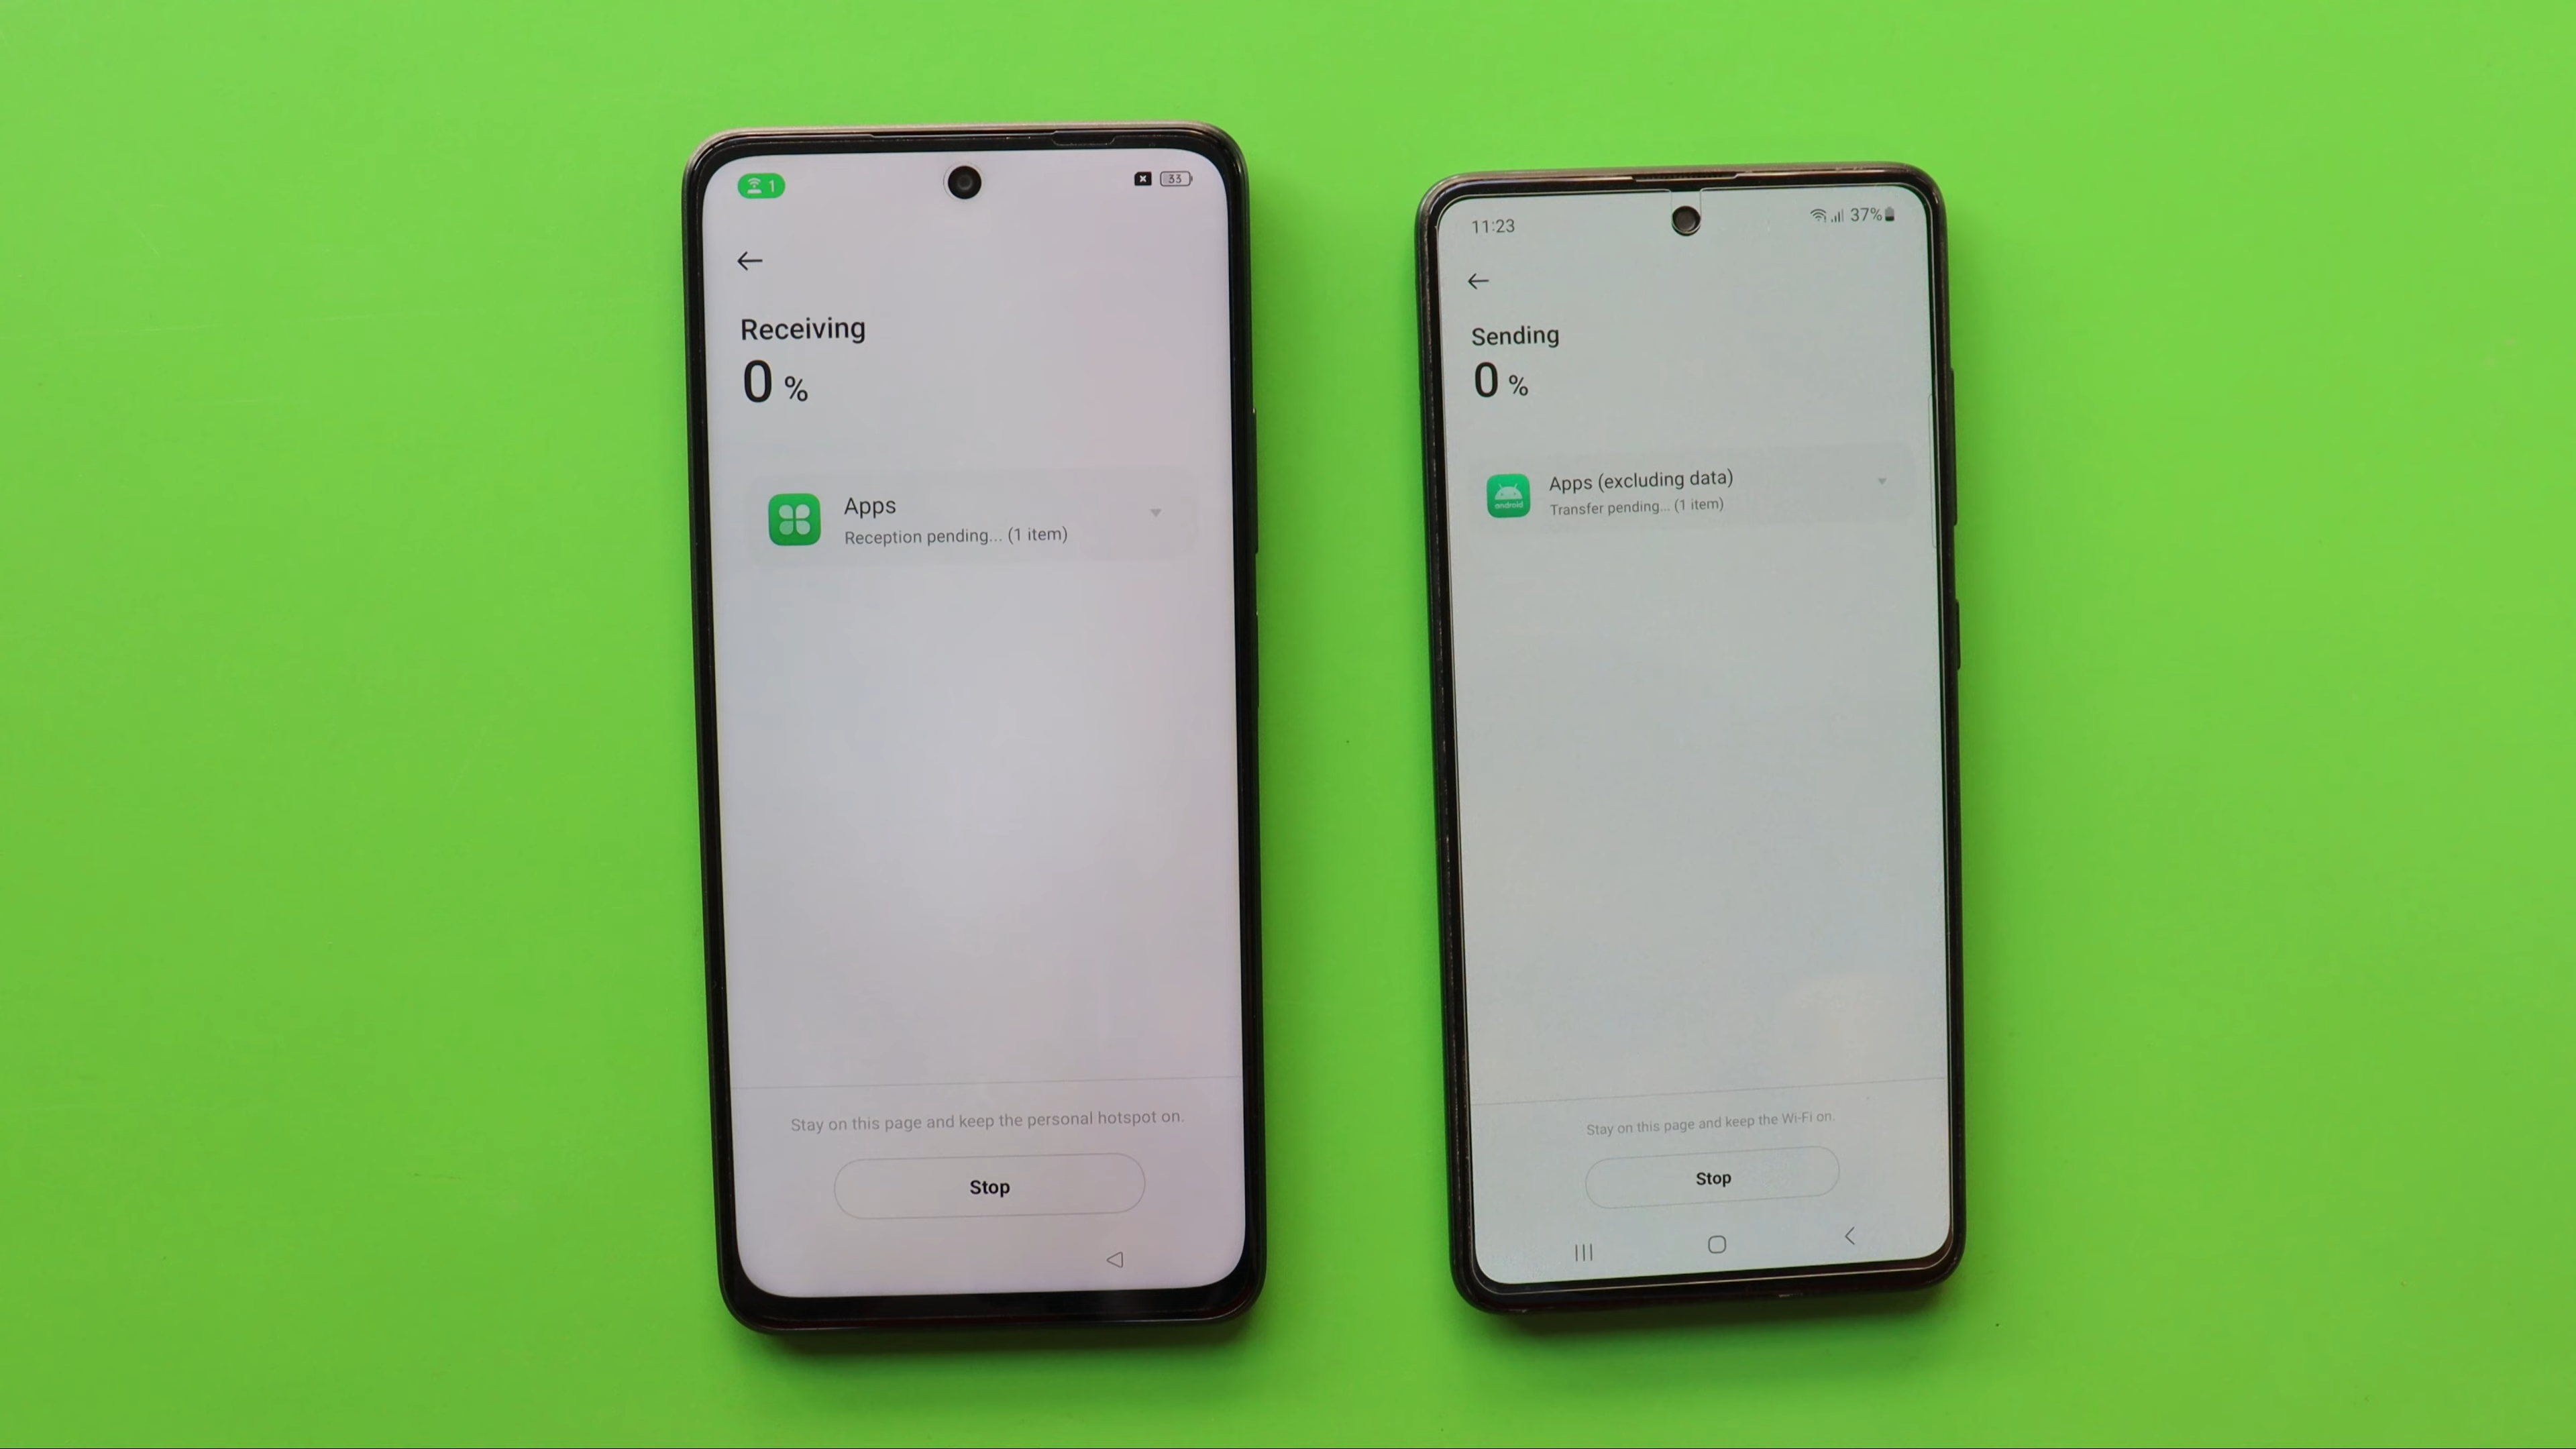 1
33
Receiving
0 %
Apps
Reception pending... (1 item)
Stay on this page and keep the personal hotspot on.
Stop
11:23
37%
Sending
0 %
android
Apps (excluding data)
Transfer pending... (1 item)
Stay on this page and keep the Wi-Fi on.
Stop